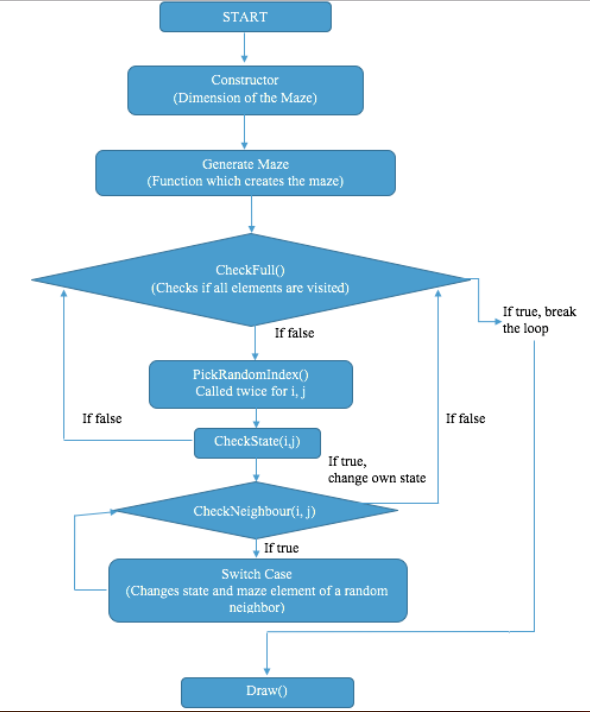 START
Constructor
(Dimension of the Maze)
Generate Maze
(Function which creates the maze)
CheckFull()
(Checks if all elements are visited)
If true, break
the loop
If false
PickRandomIndex()
Called twice for i, j
If false
If false
CheckState(i,j)
If true,
change own state
CheckNeighbour(i, j)
If true
Switch Case
(Changes state and maze element of a random
neighbor)
Draw()